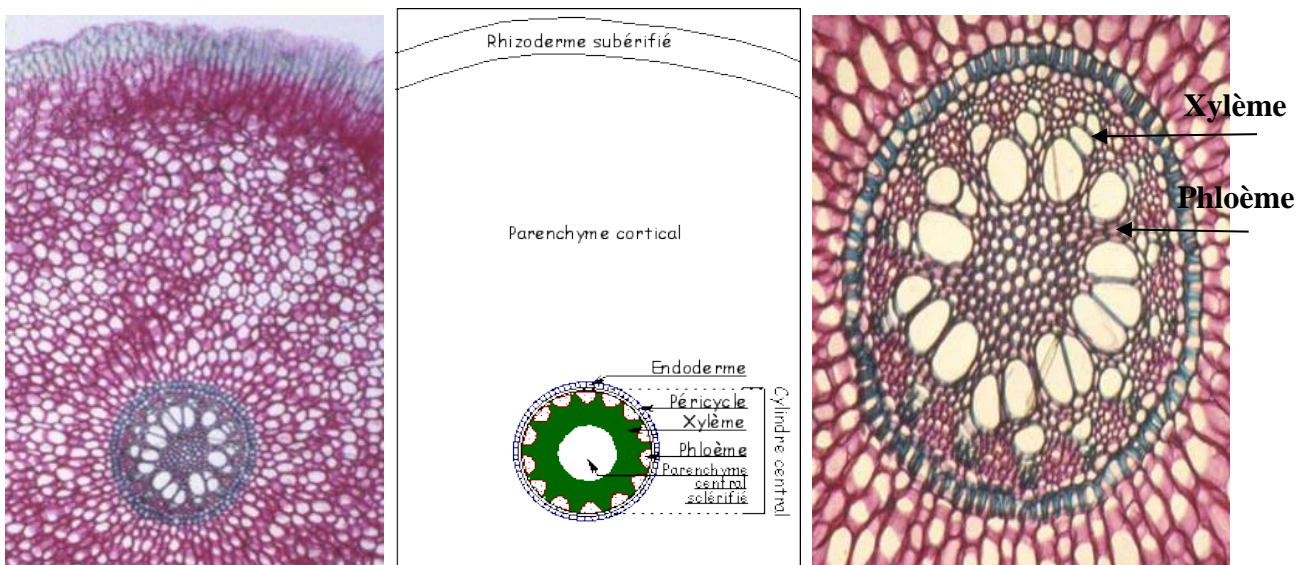 Rhizoderme subérifié
Parenchyme cortical
Endoderme
Péricycle
Xylème
Phloème
Parenchyme
central
sclérifié
Cylindre central
Xylème
Phloème